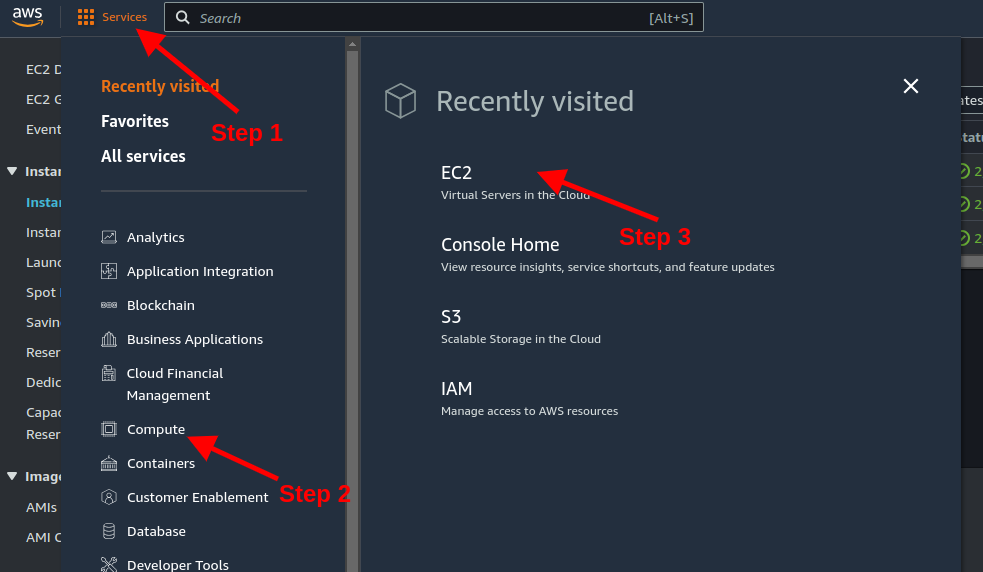 aws
Services
Search
[Alt+S]
Step 1
EC2 D
EC2 G
Event
Instar
Instar
Instar
Laun
Spot
Savin
Reser
Dedic
Capac
Reser
Image
AMIs
AMI C
Recently visited
Favorites
All services
Analytics
Application Integration
Blockchain
Business Applications
Cloud Financial
Management
Compute
Containers
Step 2
Customer Enablement
Database
Developer Tools
Recently visited
EC2
Virtual Servers in the Cloud
Step 3
Console Home
View resource insights, service shortcuts, and feature updates
S3
Scalable Storage in the Cloud
IAM
Manage access to AWS resources
ates
tatu
2
2
2